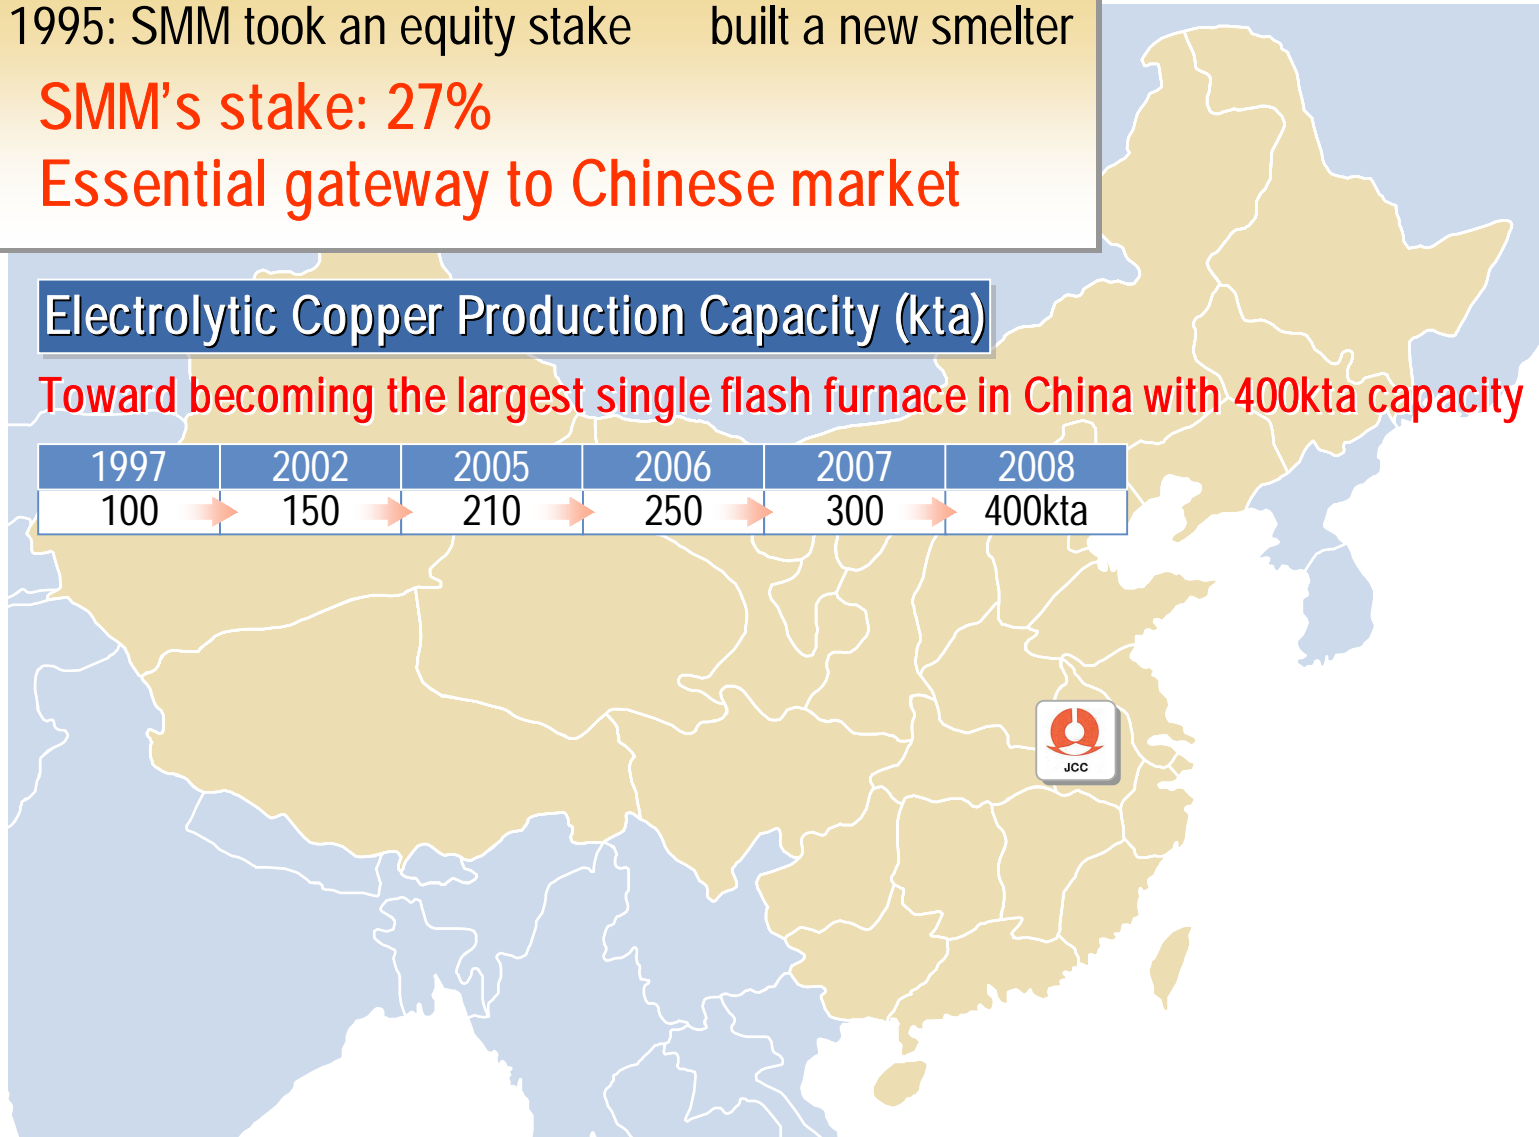 1995: SMM took an equity stake built a new smelter
SMM's stake: 27%
Essential gateway to Chinese market
Electrolytic Copper Production Capacity (kta)
Toward becoming the largest single flash furnace in China with 400kta capacity
1997 2002 2005 2006 2007 2008
100 150 210 250 300 400kta
JCC